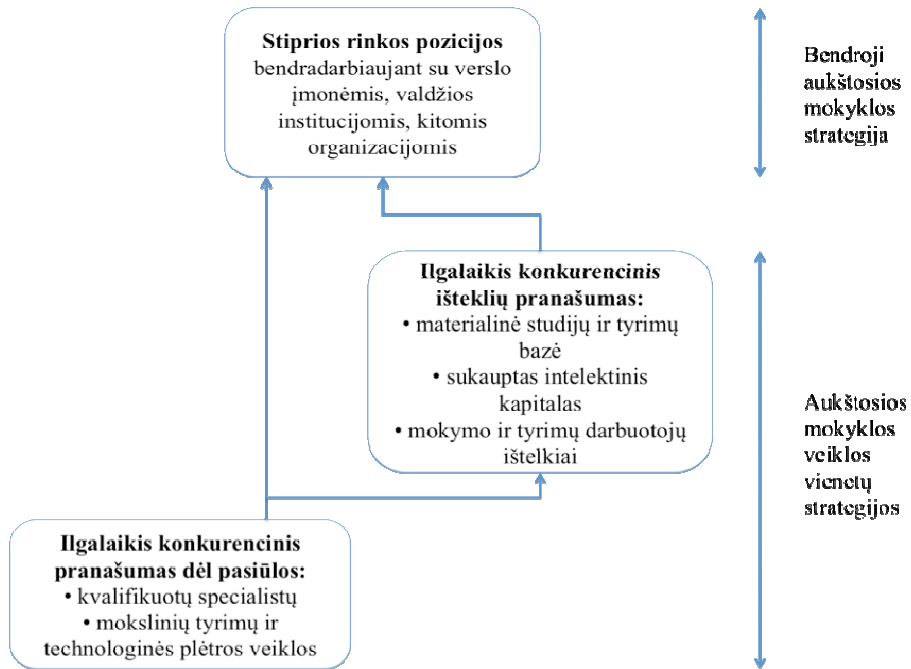 Stiprios rinkos pozicijos
bendradarbiaujant su verslo
įmonėmis, valdžios
institucijomis, kitomis
organizacijomis
Bendroji
aukštosios
mokyklos
strategija
Ilgalaikis konkurencinis
išteklių pranašumas:
• materialinė studijų ir tyrimų
bazė
• sukauptas intelektinis
kapitalas
• mokymo ir tyrimų darbuotojų
ištelkiai
Aukštosios
mokyklos
veiklos
vienetų
strategijos
Ilgalaikis konkurencinis
pranašumas dėl pasiūlos:
• kvalifikuotų specialistų
• mokslinių tyrimų ir
technologinės plėtros veiklos